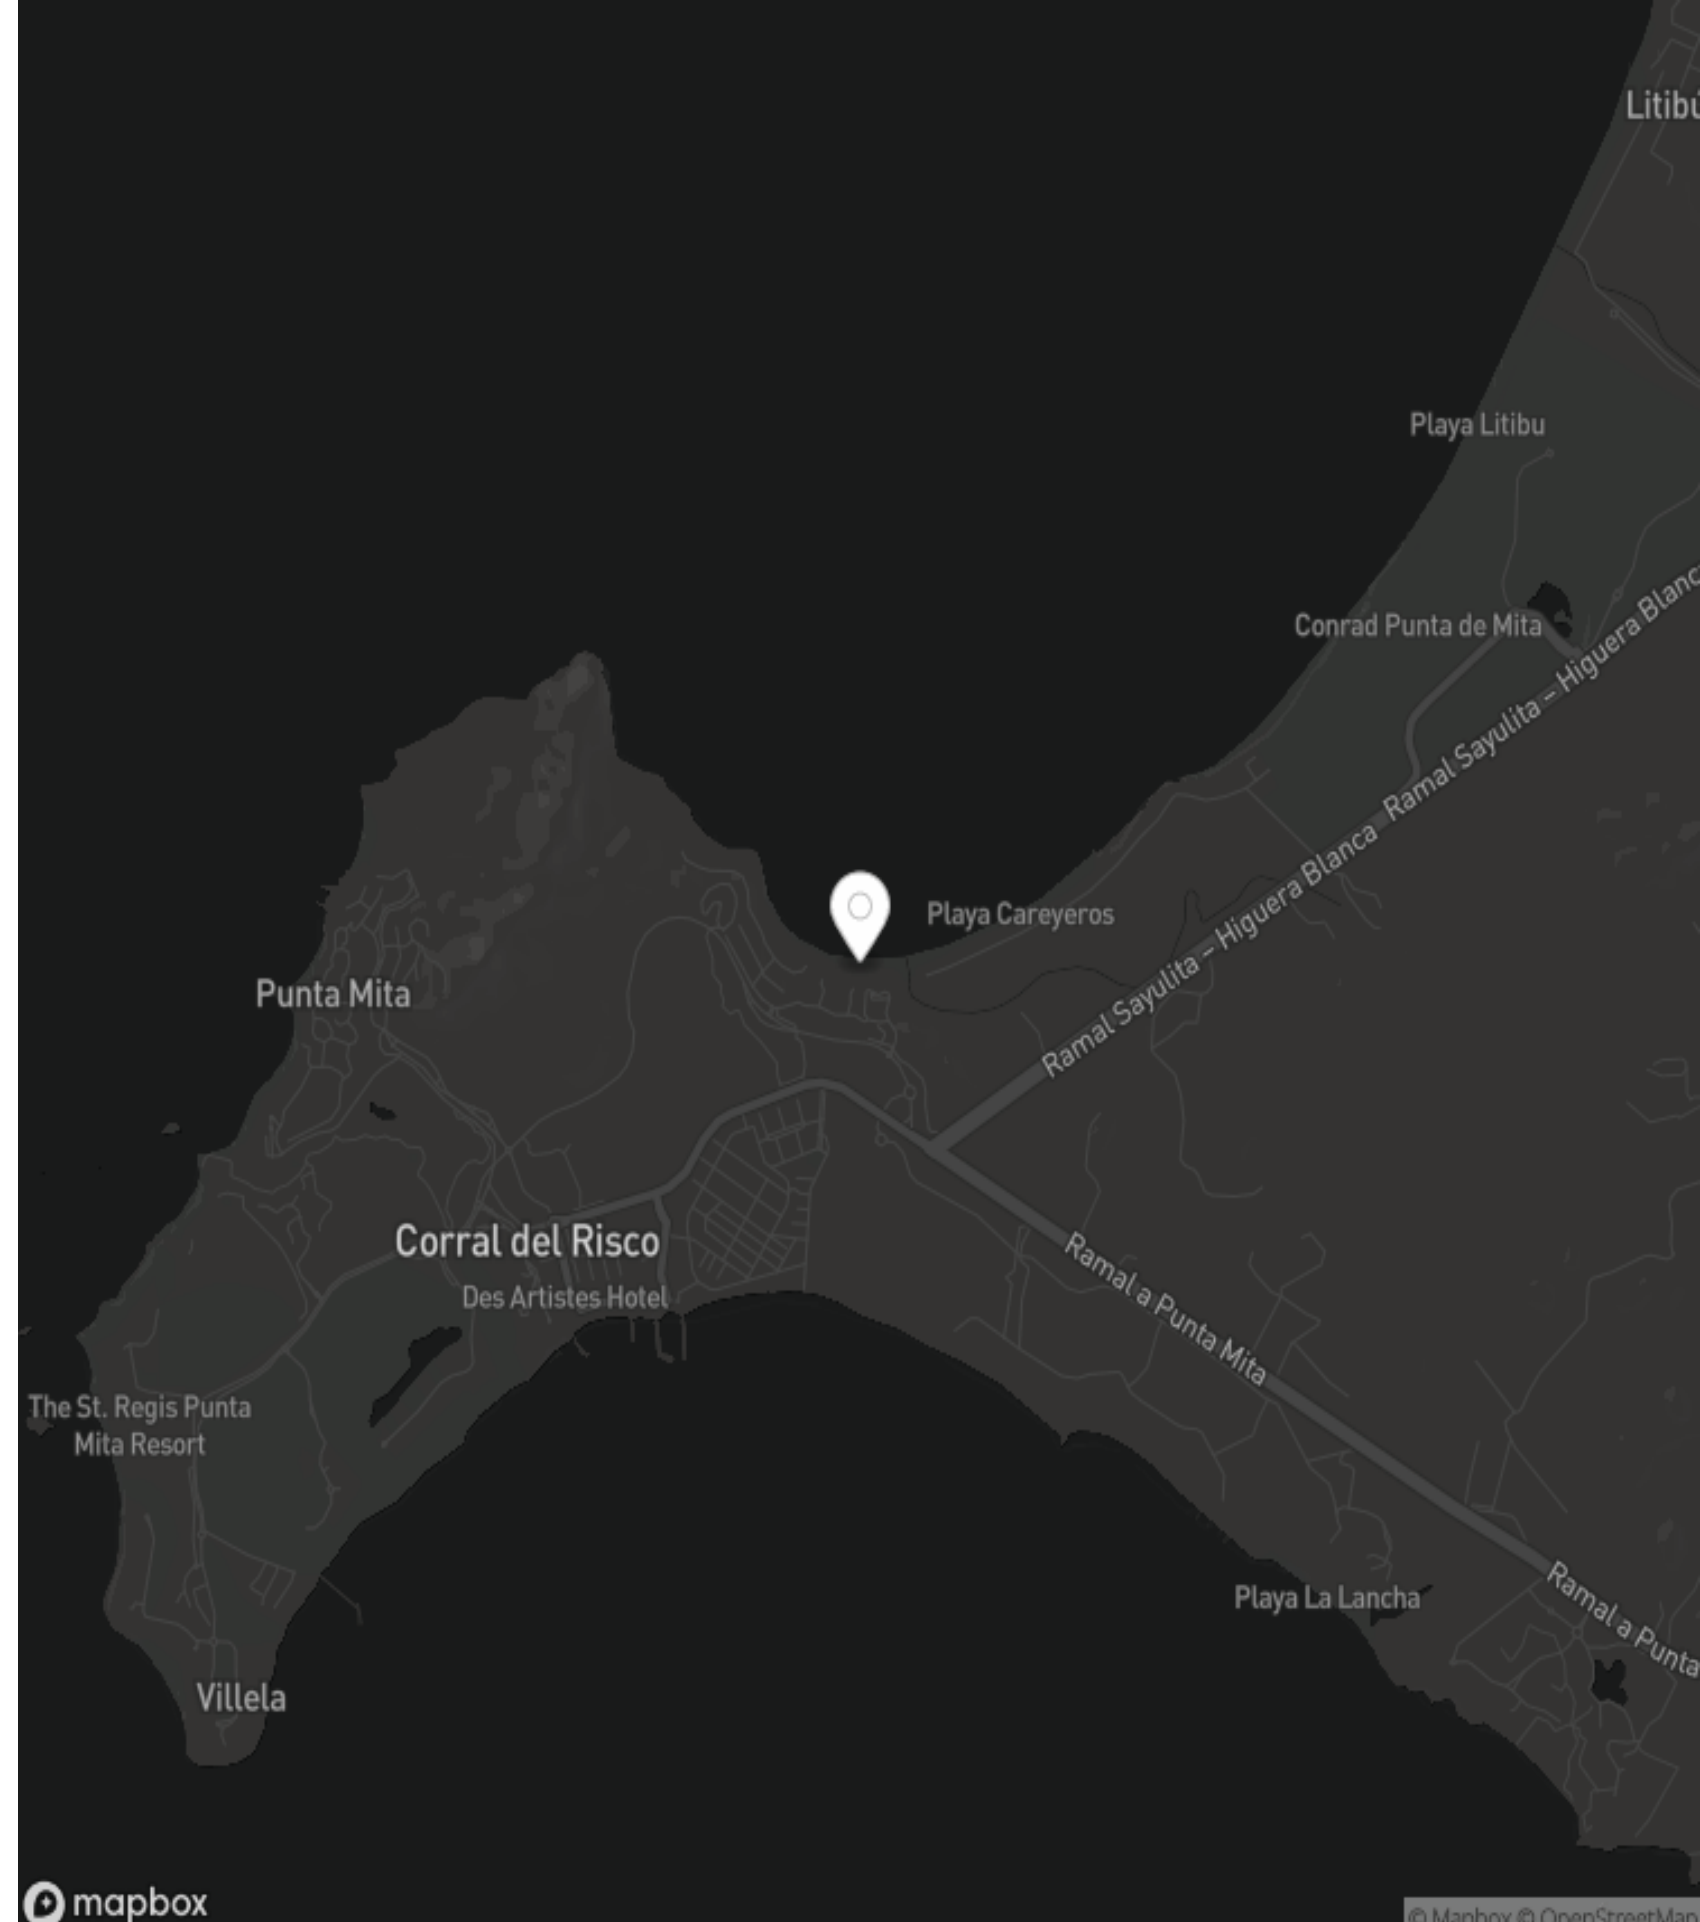 Litibú
Playa Litibu
Conrad Punta de Mita
Ramal Sayulita – Higuera Blanca
Ramal Sayulita – Higuera Blanca
Playa Careyeros
Punta Mita
Corral del Risco
Des Artistes Hotel
Ramal a Punta Mita
The St. Regis Punta
Mita Resort
Playa La Lancha
Ramal a Punta
Villela
mapbox
© Mapbox © OpenStreetMap